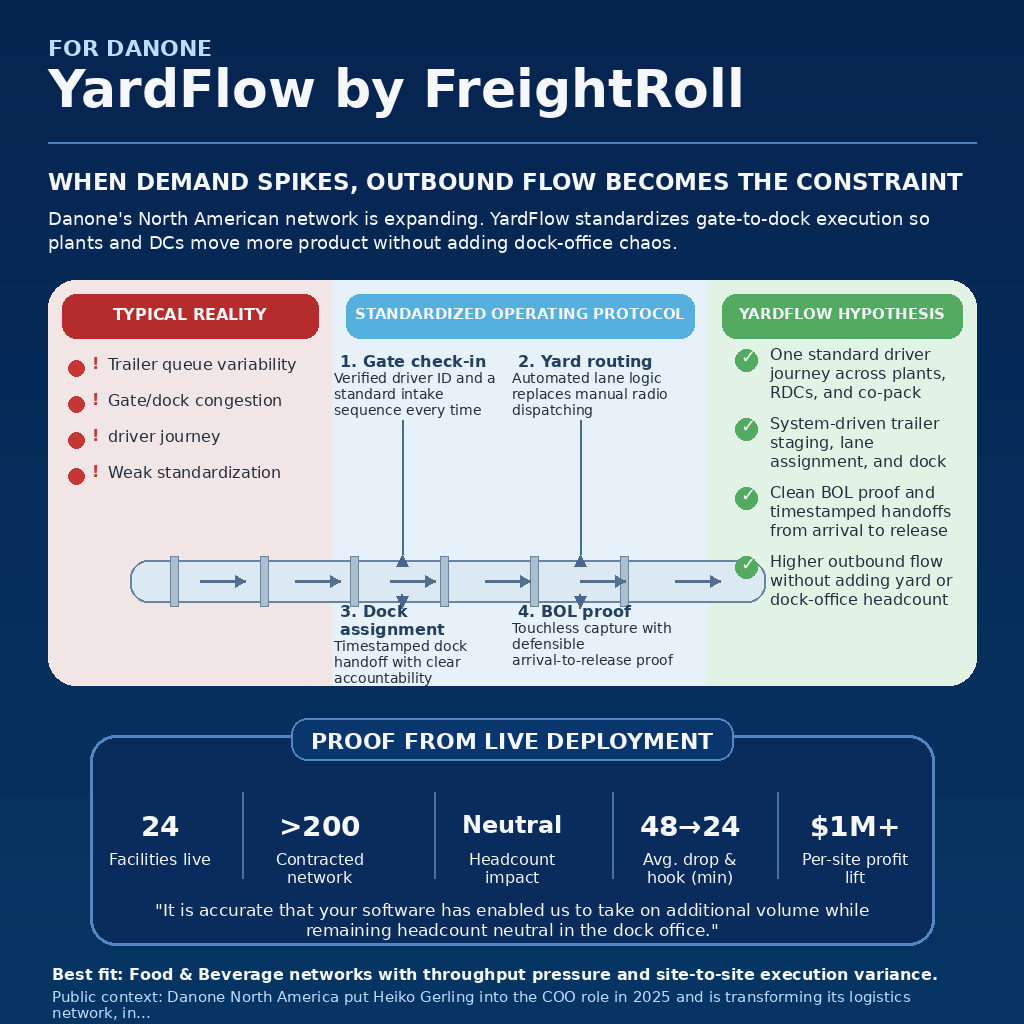 FOR DANONE
YardFlow by FreightRoll
WHEN DEMAND SPIKES, OUTBOUND FLOW BECOMES THE CONSTRAINT
Danone's North American network is expanding. YardFlow standardizes gate-to-dock execution so
plants and DCs move more product without adding dock-office chaos.
TYPICAL REALITY
! Trailer queue variability
! Gate/dock congestion
! driver journey
! Weak standardization
STANDARDIZED OPERATING PROTOCOL
1. Gate check-in
Verified driver ID and a
standard intake
sequence every time
2. Yard routing
Automated lane logic
replaces manual radio
dispatching
3. Dock
assignment
Timestamped dock
handoff with clear
accountability
4. BOL proof
Touchless capture with
defensible
arrival-to-release proof
YARDFLOW HYPOTHESIS
✓ One standard driver
journey across plants,
RDCs, and co-pack
✓ System-driven trailer
staging, lane
assignment, and dock
✓ Clean BOL proof and
timestamped handoffs
from arrival to release
✓ Higher outbound flow
without adding yard or
dock-office headcount
PROOF FROM LIVE DEPLOYMENT
24
Facilities live
>200
Contracted
network
Neutral
Headcount
impact
48→24
Avg. drop &
hook (min)
$1M+
Per-site profit
lift
"It is accurate that your software has enabled us to take on additional volume while
remaining headcount neutral in the dock office."
Best fit: Food & Beverage networks with throughput pressure and site-to-site execution variance.
Public context: Danone North America put Heiko Gerling into the COO role in 2025 and is transforming its logistics
network, in...